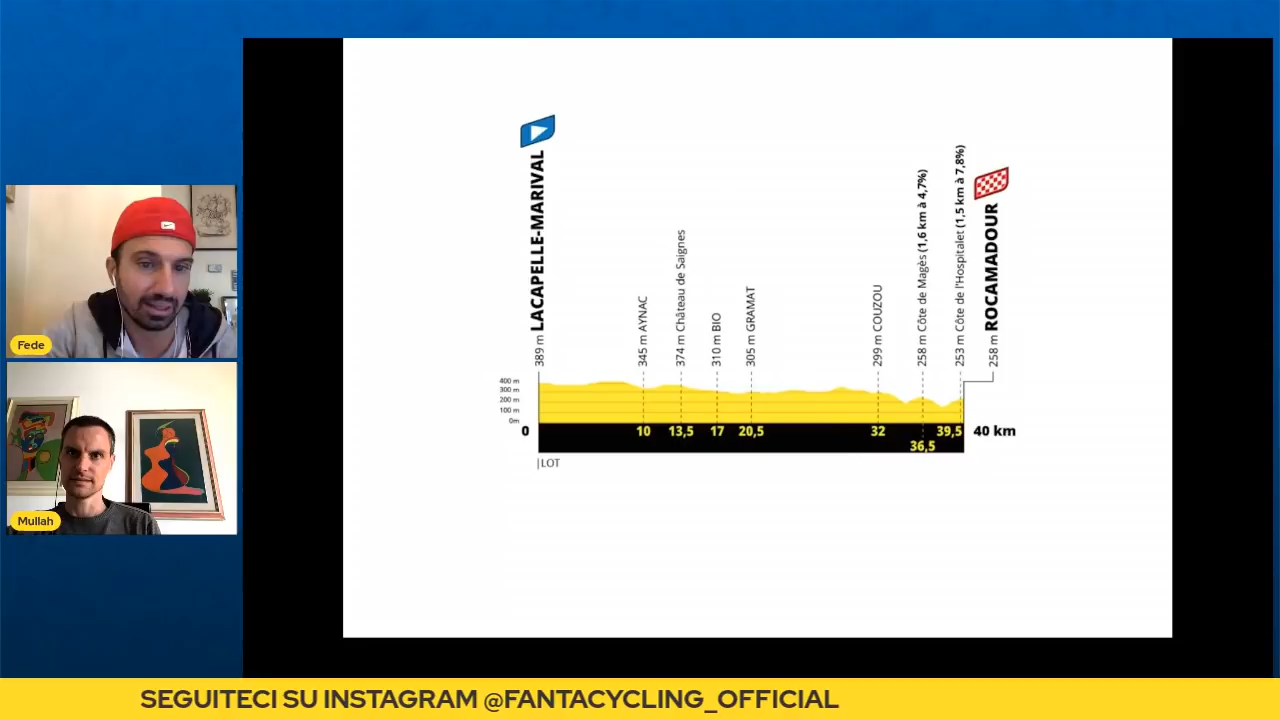 Fede
Mullah
389 m LACAPELLE-MARIVAL
345 m AYNAC
374 m Château de Saignes
310 m BIO
305 m GRAMAT
299 m COUZOU
258 m Côte de Magès (1,6 km à 4,7%)
253 m Côte de l'Hospitalet (1,5 km à 7,8%)
258 m ROCAMADOUR
400 m
300 m
200 m
100 m
0m
0 10 13,5 17 20,5 32 39,5 40 km
36,5
LOT
SEGUITECI SU INSTAGRAM @FANTACYCLING_OFFICIAL